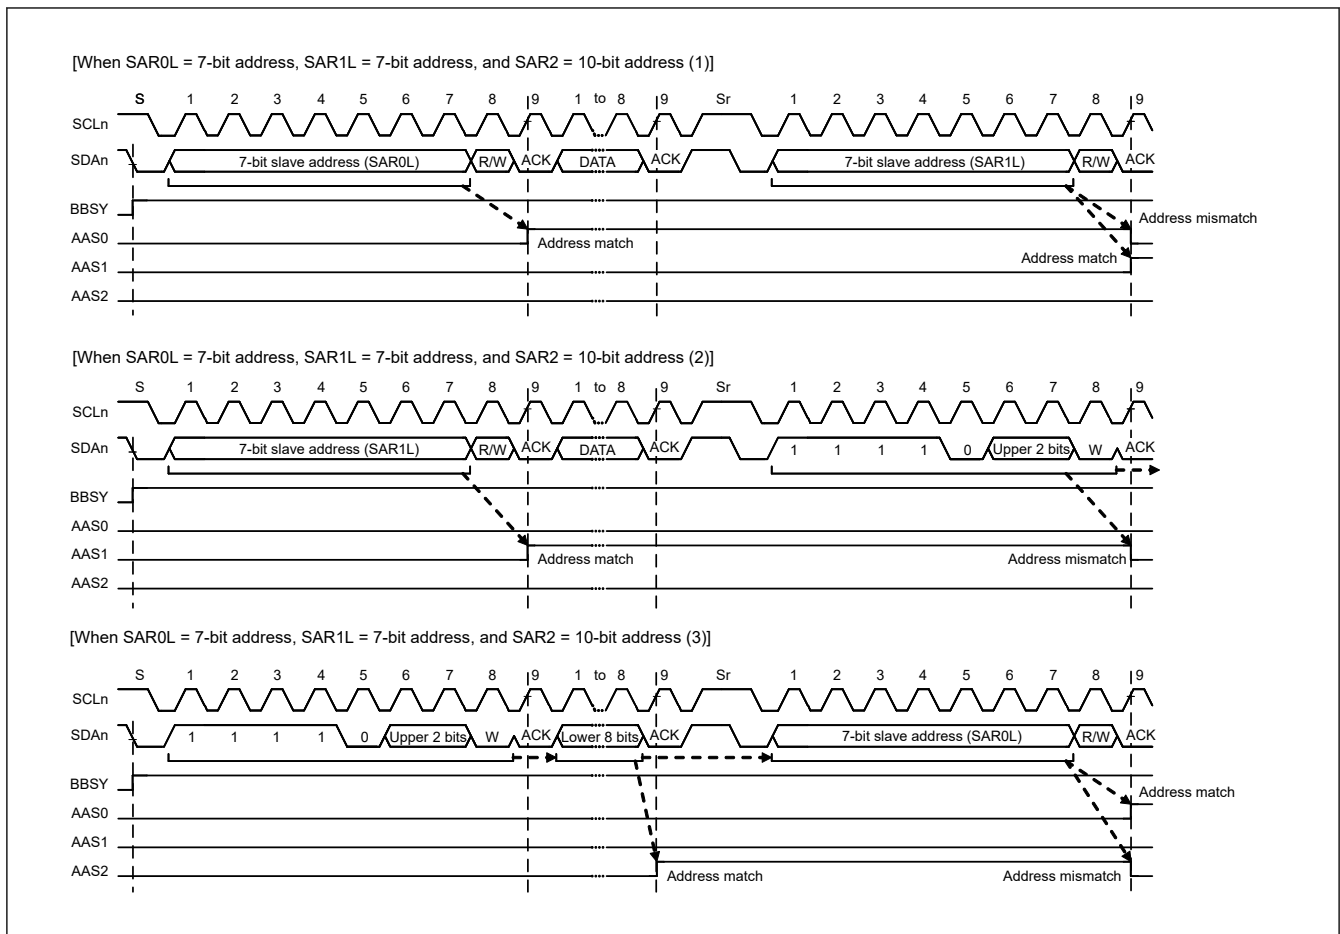 [When SAR0L = 7-bit address, SAR1L = 7-bit address, and SAR2 = 10-bit address (1)]
S 1 2 3 4 5 6 7 8 9 1 to 8 9 Sr 1 2 3 4 5 6 7 8 9
SCLn
SDAn 7-bit slave address (SAR0L) R/W ACK DATA ACK 7-bit slave address (SAR1L) R/W ACK
BBSY
Address mismatch
AAS0 Address match
Address match
AAS1
AAS2
[When SAR0L = 7-bit address, SAR1L = 7-bit address, and SAR2 = 10-bit address (2)]
S 1 2 3 4 5 6 7 8 9 1 to 8 9 Sr 1 2 3 4 5 6 7 8 9
SCLn
SDAn 7-bit slave address (SAR1L) R/W ACK DATA ACK 1 1 1 1 0 Upper 2 bits W ACK
BBSY
AAS0
AAS1 Address match Address mismatch
AAS2
[When SAR0L = 7-bit address, SAR1L = 7-bit address, and SAR2 = 10-bit address (3)]
S 1 2 3 4 5 6 7 8 9 1 to 8 9 Sr 1 2 3 4 5 6 7 8 9
SCLn
SDAn 1 1 1 1 0 Upper 2 bits W ACK Lower 8 bits ACK 7-bit slave address (SAR0L) R/W ACK
BBSY
Address match
AAS0
AAS1
AAS2 Address match Address mismatch